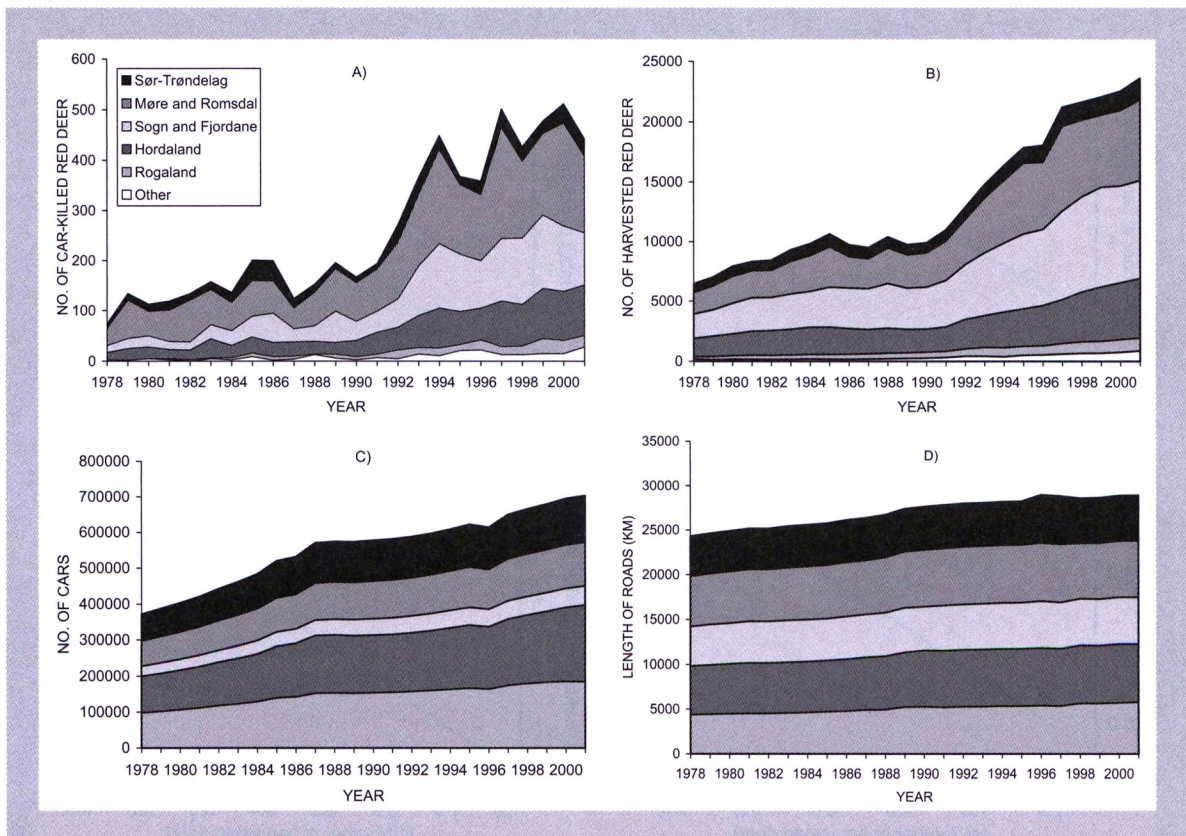 A)
NO. OF CAR-KILLED RED DEER
600
500
400
300
200
100
0
Sør-Trøndelag
Møre and Romsdal
Sogn and Fjordane
Hordaland
Rogaland
Other
1978 1980 1982 1984 1986 1988 1990 1992 1994 1996 1998 2000
YEAR
B)
NO. OF HARVESTED RED DEER
25000
20000
15000
10000
5000
0
1978 1980 1982 1984 1986 1988 1990 1992 1994 1996 1998 2000
YEAR
C)
NO. OF CARS
800000
700000
600000
500000
400000
300000
200000
100000
0
1978 1980 1982 1984 1986 1988 1990 1992 1994 1996 1998 2000
YEAR
D)
LENGTH OF ROADS (KM)
35000
30000
25000
20000
15000
10000
5000
0
1978 1980 1982 1984 1986 1988 1990 1992 1994 1996 1998 2000
YEAR